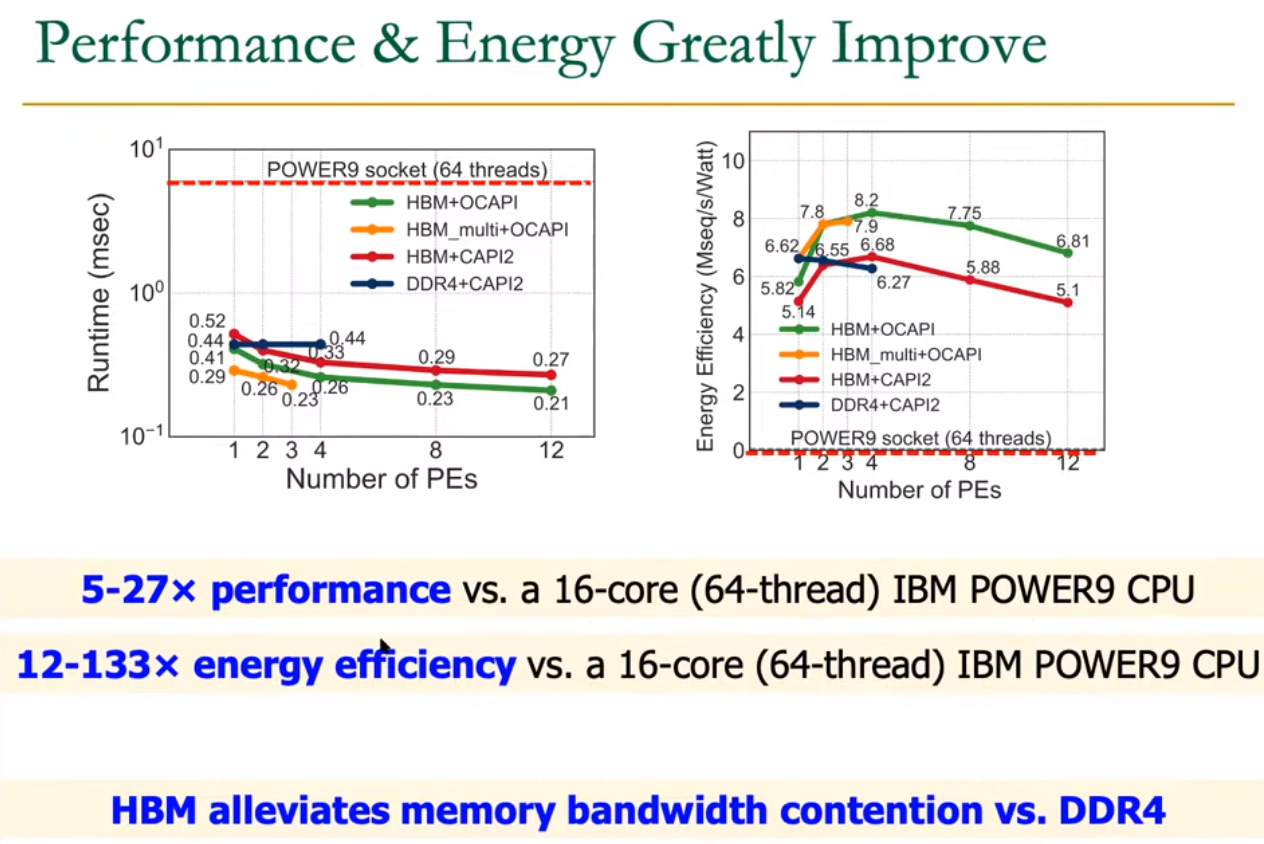 Performance & Energy Greatly Improve
Runtime (msec)
10¹
10⁰
10⁻¹
POWER9 socket (64 threads)
HBM+OCAPI
HBM_multi+OCAPI
HBM+CAPI2
DDR4+CAPI2
0.52
0.44
0.41
0.29
0.44
0.33
0.32
0.26
0.26
0.23
0.29
0.23
0.27
0.21
1 2 3 4 8 12
Number of PEs
Energy Efficiency (Mseq/s/Watt)
10
8
6
4
2
0
7.8
8.2
7.9
7.75
6.81
6.62
6.55
6.68
6.27
5.88
5.82
5.14
5.1
HBM+OCAPI
HBM_multi+OCAPI
HBM+CAPI2
DDR4+CAPI2
POWER9 socket (64 threads)
1 2 3 4 8 12
Number of PEs
5-27× performance vs. a 16-core (64-thread) IBM POWER9 CPU
12-133× energy efficiency vs. a 16-core (64-thread) IBM POWER9 CPU
HBM alleviates memory bandwidth contention vs. DDR4